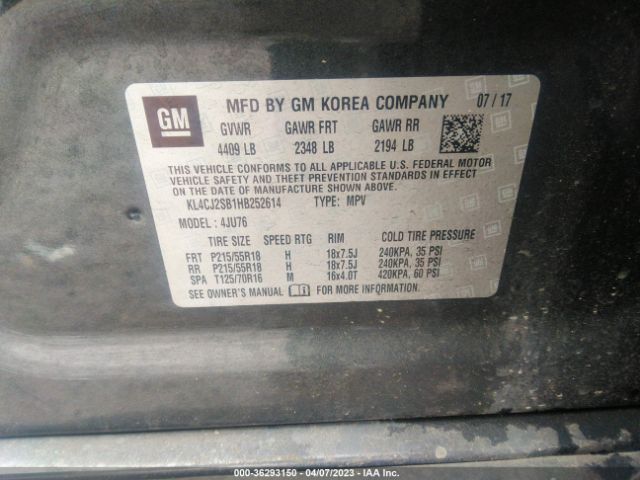 GM
MFD BY GM KOREA COMPANY 07 / 17
GVWR GAWR FRT GAWR RR
4409 LB 2348 LB 2194 LB
THIS VEHICLE CONFORMS TO ALL APPLICABLE U.S. FEDERAL MOTOR
VEHICLE SAFETY AND THEFT PREVENTION STANDARDS IN EFFECT
ON THE DATE OF MANUFACTURE SHOWN ABOVE.
KL4CJ2SB1HB252614 TYPE: MPV
MODEL : 4JU76
TIRE SIZE SPEED RTG RIM COLD TIRE PRESSURE
FRT P215/55R18 H 18x7.5J 240KPA, 35 PSI
RR P215/55R18 H 18x7.5J 240KPA, 35 PSI
SPA T125/70R16 M 16x4.0T 420KPA, 60 PSI
SEE OWNER'S MANUAL FOR MORE INFORMATION.
000-36293150 - 04/07/2023 - IAA Inc.